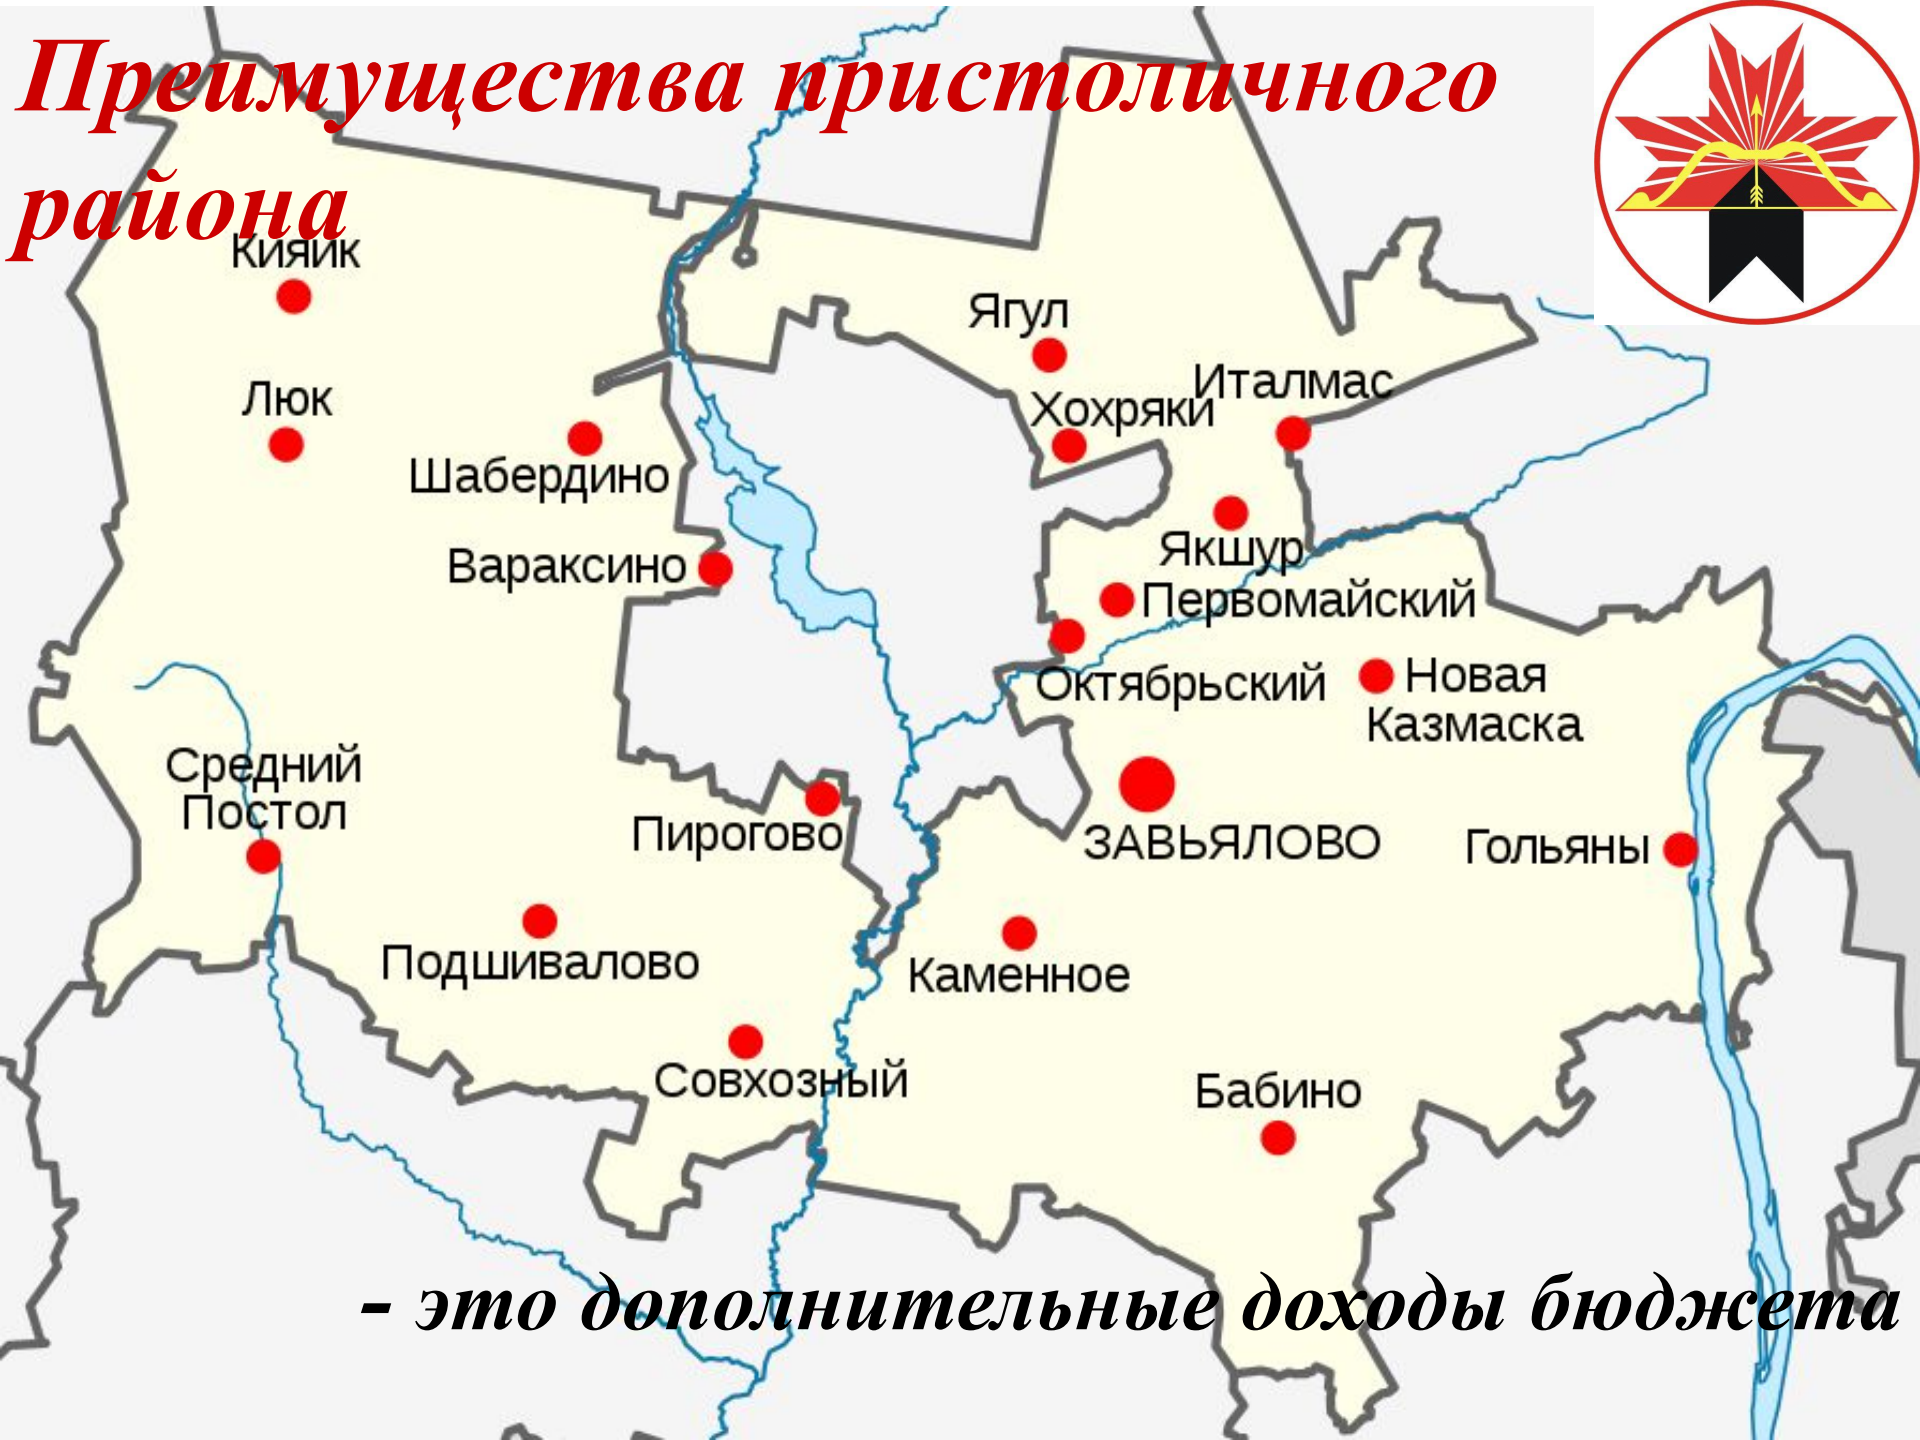 Преимущества пристоличного
района
Кияик
Ягул
Италмас
Люк
Хохряки
Шабердино
Якшур
Вараксино
Первомайский
Октябрьский
Новая
Казмаска
Средний
Постол
Пирогово
ЗАВЬЯЛОВО
Гольяны
Подшивалово
Каменное
Совхозный
Бабино
- это дополнительные доходы бюджета